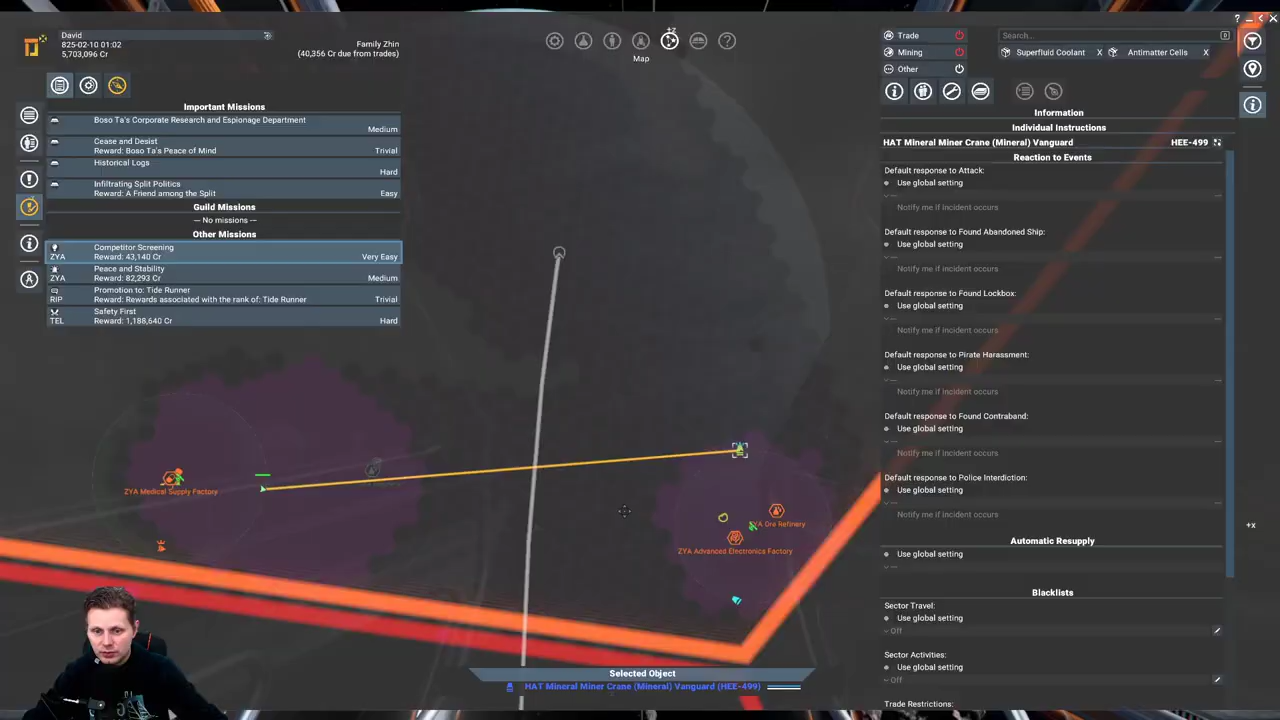 David
825-02-10 01:02
5,703,096 Cr
Family Zhin
(40,356 Cr due from trades)
Map
Important Missions
Boso Ta's Corporate Research and Espionage Department
Medium
Cease and Desist
Reward: Boso Ta's Peace of Mind
Trivial
Historical Logs
Hard
Infiltrating Split Politics
Reward: A Friend among the Split
Easy
Guild Missions
-- No missions --
Other Missions
Competitor Screening
ZYA Reward: 43,140 Cr Very Easy
Peace and Stability
ZYA Reward: 82,293 Cr Medium
Promotion to: Tide Runner
RIP Reward: Rewards associated with the rank of: Tide Runner Trivial
Safety First
TEL Reward: 1,188,640 Cr Hard
ZYA Medical Supply Factory
ZYA Ore Refinery
ZYA Advanced Electronics Factory
Selected Object
HAT Mineral Miner Crane (Mineral) Vanguard (HEE-499)
Trade
Mining
Other
Search...
Superfluid Coolant X
Antimatter Cells X
Information
Individual Instructions
HAT Mineral Miner Crane (Mineral) Vanguard HEE-499
Reaction to Events
Default response to Attack:
Use global setting
Notify me if incident occurs
Default response to Found Abandoned Ship:
Use global setting
Notify me if incident occurs
Default response to Found Lockbox:
Use global setting
Notify me if incident occurs
Default response to Pirate Harassment:
Use global setting
Notify me if incident occurs
Default response to Found Contraband:
Use global setting
Notify me if incident occurs
Default response to Police Interdiction:
Use global setting
Notify me if incident occurs
Automatic Resupply
Use global setting
Blacklists
Sector Travel:
Use global setting
Off
Sector Activities:
Use global setting
Off
Trade Restrictions:
+x